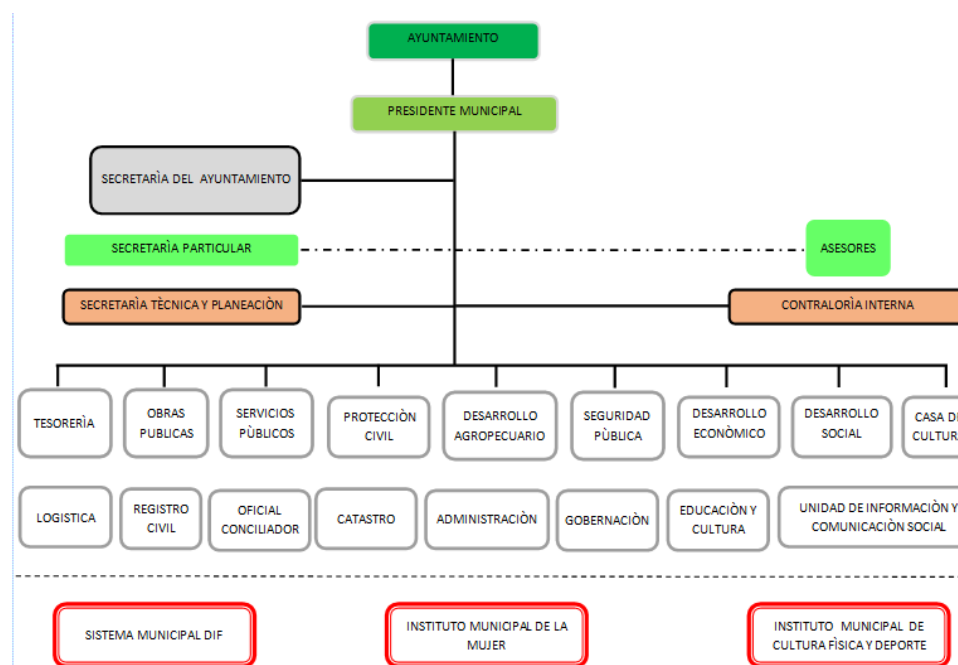 AYUNTAMIENTO
PRESIDENTE MUNICIPAL
SECRETARÌA DEL AYUNTAMIENTO
SECRETARÌA PARTICULAR
ASESORES
SECRETARÌA TÈCNICA Y PLANEACIÒN
CONTRALORÌA INTERNA
TESORERÌA
OBRAS
PUBLICAS
SERVICIOS
PÙBLICOS
PROTECCIÒN
CIVIL
DESARROLLO
AGROPECUARIO
SEGURIDAD
PÙBLICA
DESARROLLO
ECONÒMICO
DESARROLLO
SOCIAL
CASA
LOGISTICA
REGISTRO
CIVIL
OFICIAL
CONCILIADOR
CATASTRO
ADMINISTRACIÒN
GOBERNACIÒN
EDUCACIÒN Y
CULTURA
UNIDAD DE INFORMACIÒN Y
COMUNICACIÒN SOCIAL
SISTEMA MUNICIPAL DIF
INSTITUTO MUNICIPAL DE LA
MUJER
INSTITUTO MUNICIPAL DE
CULTURA FÌSICA Y DEPORTE